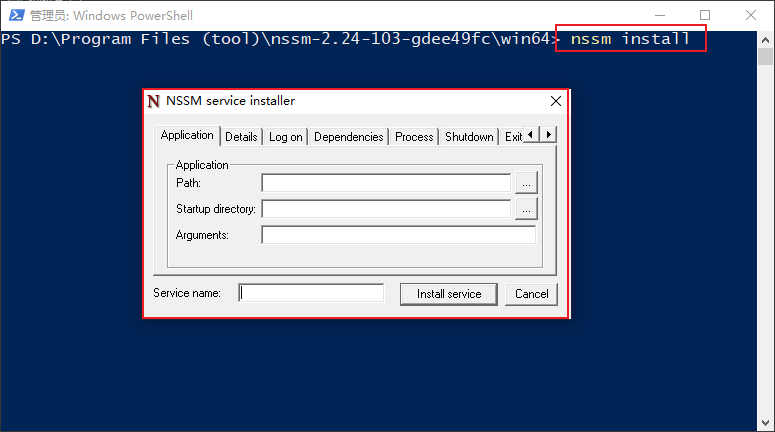 管理员: Windows PowerShell
PS D:\Program Files (tool)\nssm-2.24-103-gdee49fc\win64> nssm install
NSSM service installer
Application Details Log on Dependencies Process Shutdown Exit
Application
Path:
...
Startup directory:
...
Arguments:
Service name:
Install service
Cancel